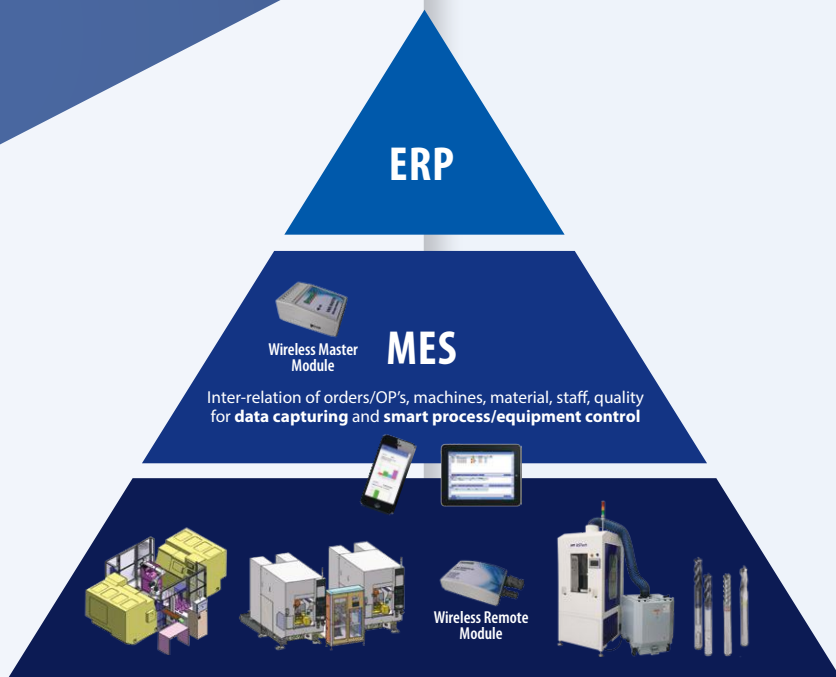 ERP
Wireless Master
Module
MES
Inter-relation of orders/OP's, machines, material, staff, quality
for data capturing and smart process/equipment control
Wireless Remote
Module